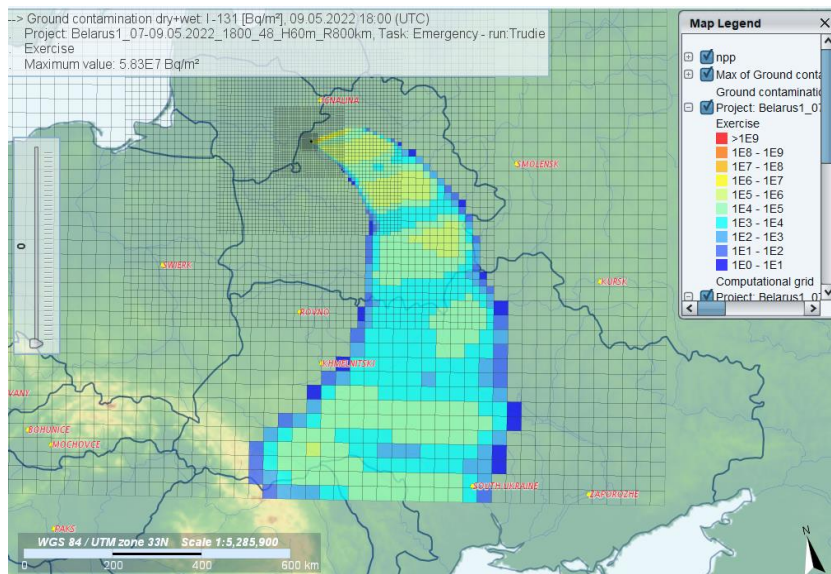 --> Ground contamination dry+wet: I-131 [Bq/m²], 09.05.2022 18:00 (UTC)
Project: Belarus1_07-09.05.2022_1800_48_H60m_R800km, Task: Emergency - run:Trudie
Exercise
Maximum value: 5.83E7 Bq/m²
Map Legend
npp
Max of Ground conta
Ground contaminatio
Project: Belarus1_07
Exercise
>1E9
1E8 - 1E9
1E7 - 1E8
1E6 - 1E7
1E5 - 1E6
1E4 - 1E5
1E3 - 1E4
1E2 - 1E3
1E1 - 1E2
1E0 - 1E1
Computational grid
Project: Belarus1_07
0
IGNALINA
SMOLENSK
SWIERK
KURSK
ROVNO
KHMELNITSKI
BOHUNICE
MOCHOVCE
SOUTH UKRAINE
ZAPOROZHE
PAKS
WGS 84 / UTM zone 33N Scale 1:5,285,900
0 200 400 600 km
N